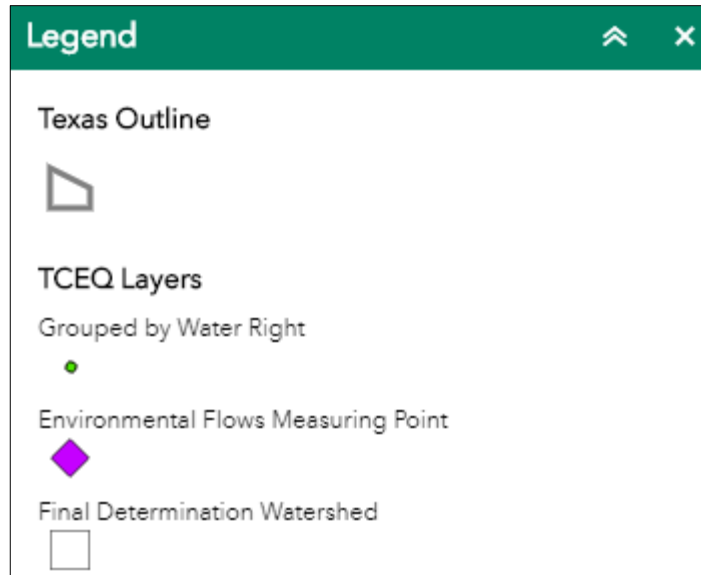 Legend
Texas Outline
TCEQ Layers
Grouped by Water Right
Environmental Flows Measuring Point
Final Determination Watershed